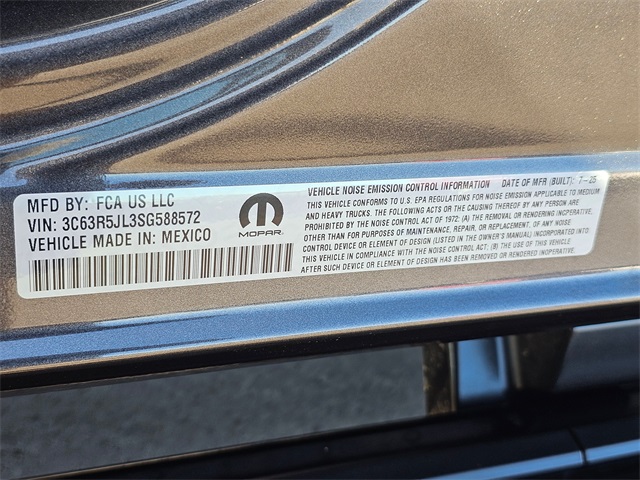 MFD BY: FCA US LLC
VIN: 3C63R5JL3SG588572
VEHICLE MADE IN: MEXICO
MOPAR
VEHICLE NOISE EMISSION CONTROL INFORMATION DATE OF MFR (BUILT): 7-25
THIS VEHICLE CONFORMS TO U.S. EPA REGULATIONS FOR NOISE EMISSION APPLICABLE TO MEDIUM
AND HEAVY TRUCKS. THE FOLLOWING ACTS OR THE CAUSING THEREOF BY ANY PERSON ARE
PROHIBITED BY THE NOISE CONTROL ACT OF 1972: (A) THE REMOVAL OR RENDERING INOPERATIVE,
OTHER THAN FOR PURPOSES OF MAINTENANCE, REPAIR, OR REPLACEMENT, OF ANY NOISE
CONTROL DEVICE OR ELEMENT OF DESIGN (LISTED IN THE OWNER'S MANUAL) INCORPORATED INTO
THIS VEHICLE IN COMPLIANCE WITH THE NOISE CONTROL ACT; (B) THE USE OF THIS VEHICLE
AFTER SUCH DEVICE OR ELEMENT OF DESIGN HAS BEEN REMOVED OR RENDERED INOPERATIVE.